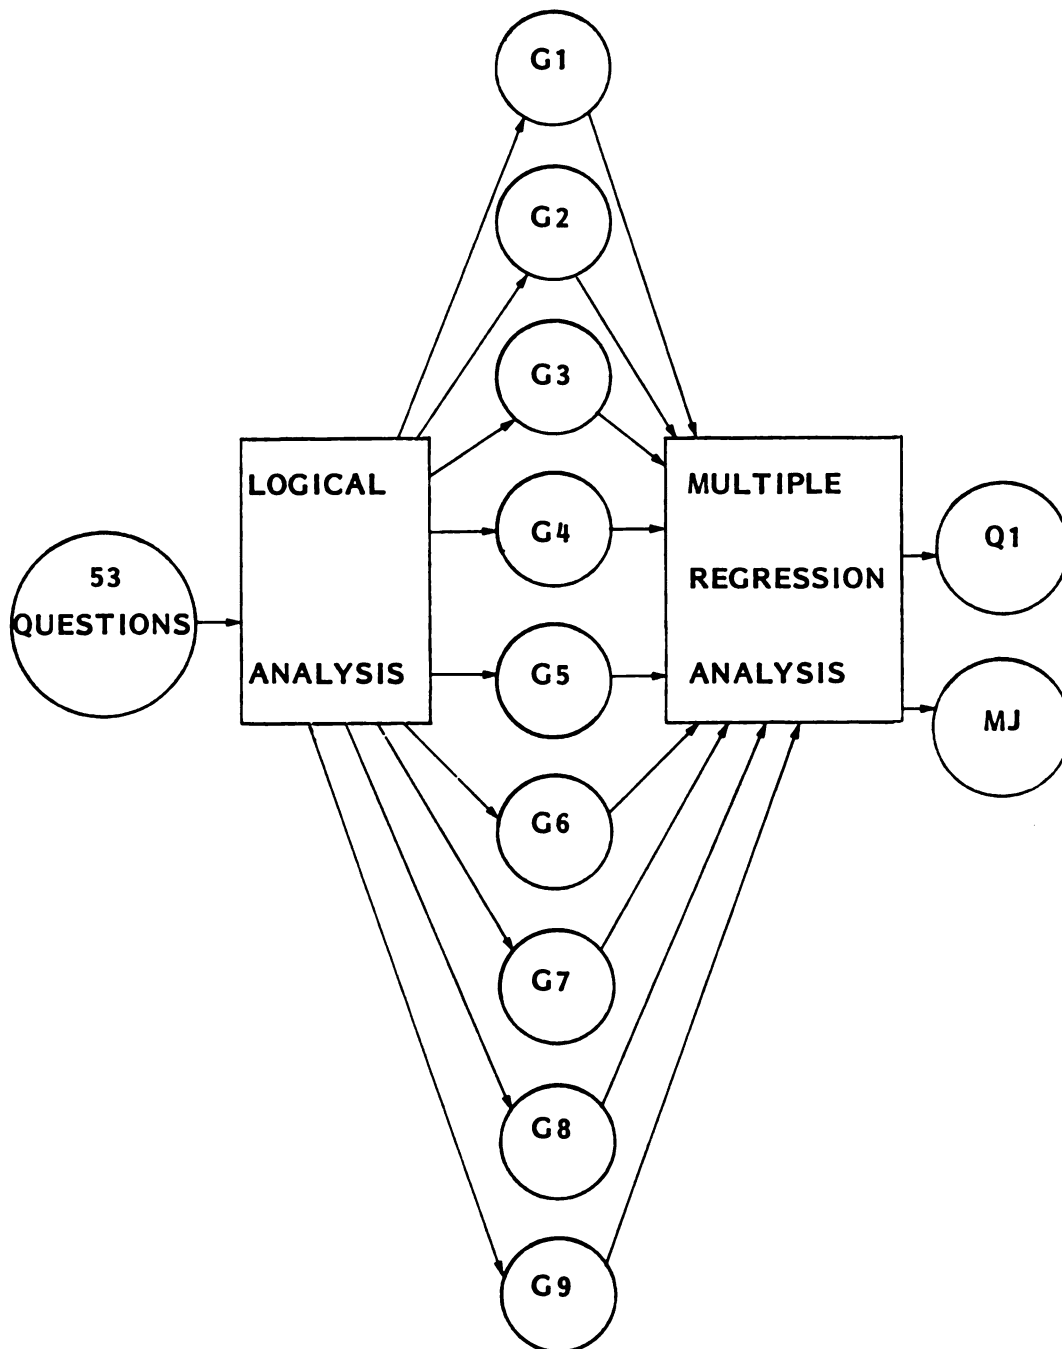 G1
G2
G3
G4
G5
G6
G7
G8
G9
53
QUESTIONS
LOGICAL
ANALYSIS
MULTIPLE
REGRESSION
ANALYSIS
Q1
MJ